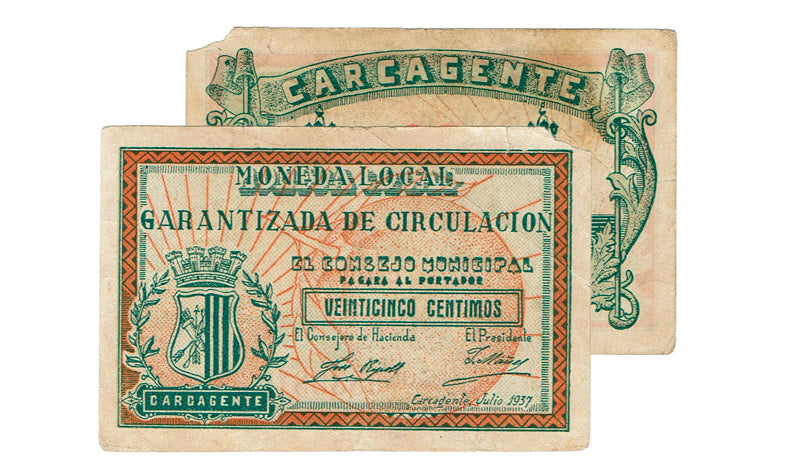 CARCAGENTE
MONEDA LOCAL
GARANTIZADA DE CIRCULACION
EL CONSEJO MUNICIPAL
PAGARA AL PORTADOR
VEINTICINCO CENTIMOS
El Consejero de Hacienda El Presidente
José
CARCAGENTE
Carcagente, Julio 1937